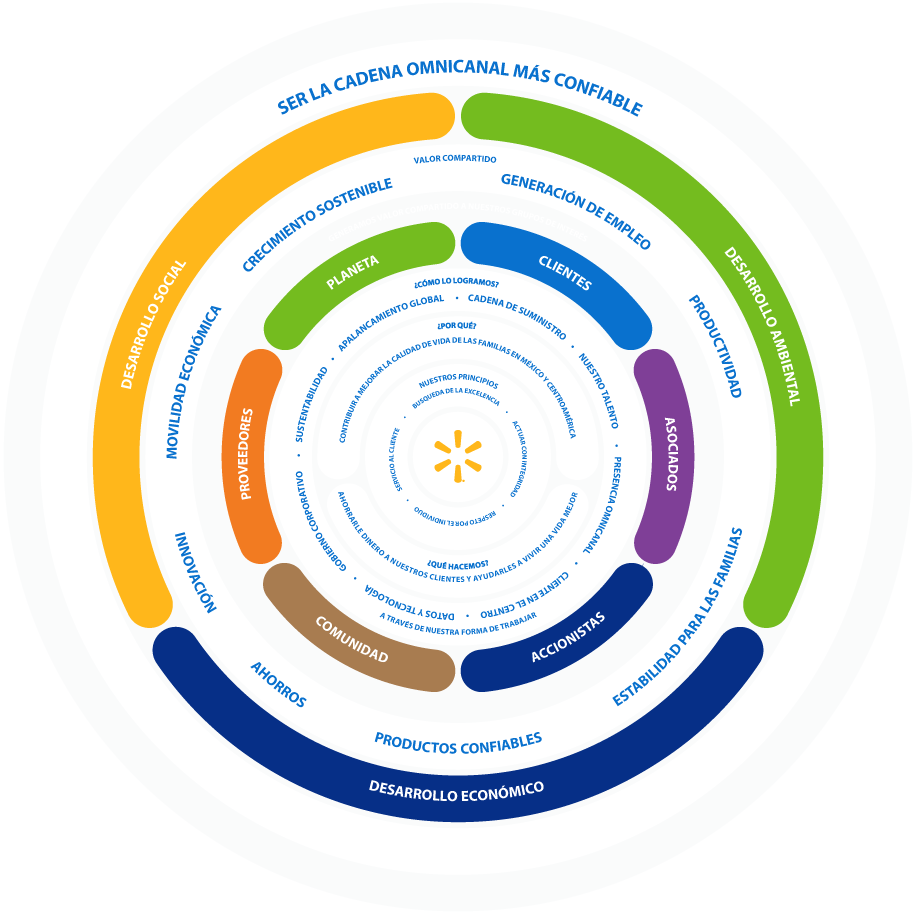 SER LA CADENA OMNICANAL MÁS CONFIABLE
DESARROLLO SOCIAL
DESARROLLO AMBIENTAL
DESARROLLO ECONÓMICO
VALOR COMPARTIDO
GENERACIÓN DE EMPLEO
PRODUCTIVIDAD
ESTABILIDAD PARA LAS FAMILIAS
PRODUCTOS CONFIABLES
AHORROS
INNOVACIÓN
MOVILIDAD ECONÓMICA
CRECIMIENTO SOSTENIBLE
PLANETA
CLIENTES
ASOCIADOS
ACCIONISTAS
COMUNIDAD
PROVEEDORES
¿CÓMO LO LOGRAMOS?
APALANCAMIENTO GLOBAL • CADENA DE SUMINISTRO • NUESTRO TALENTO • PRESENCIA OMNICANAL • CLIENTE EN EL CENTRO • DATOS Y TECNOLOGÍA • GOBIERNO CORPORATIVO • SUSTENTABILIDAD •
A TRAVÉS DE NUESTRA FORMA DE TRABAJAR
¿POR QUÉ?
CONTRIBUIR A MEJORAR LA CALIDAD DE VIDA DE LAS FAMILIAS EN MÉXICO Y CENTROAMÉRICA
NUESTROS PRINCIPIOS
BUSQUEDA DE LA EXCELENCIA • ACTUAR CON INTEGRIDAD • RESPETO POR EL INDIVIDUO • SERVICIO AL CLIENTE •
¿QUÉ HACEMOS?
AHORRARLE DINERO A NUESTROS CLIENTES Y AYUDARLES A VIVIR UNA VIDA MEJOR